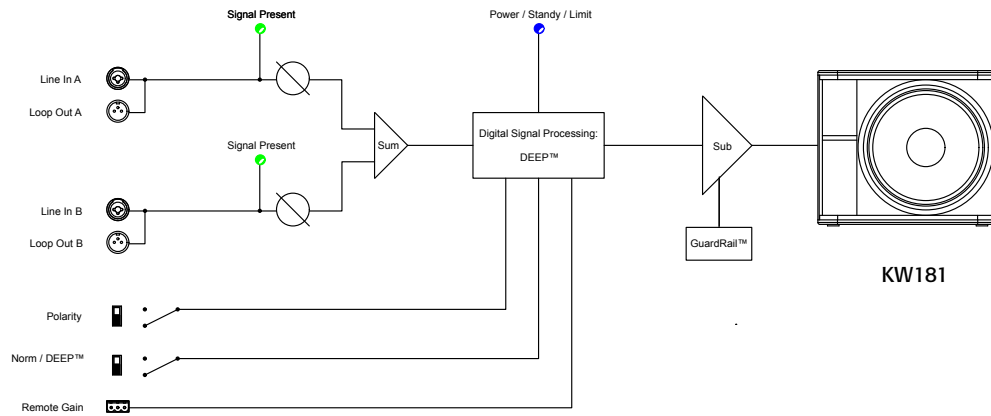 Signal Present
Power / Standy / Limit
Line In A
Loop Out A
Sum
Digital Signal Processing:
DEEP™
Sub
Signal Present
Line In B
Loop Out B
GuardRail™
KW181
Polarity
Norm / DEEP™
Remote Gain